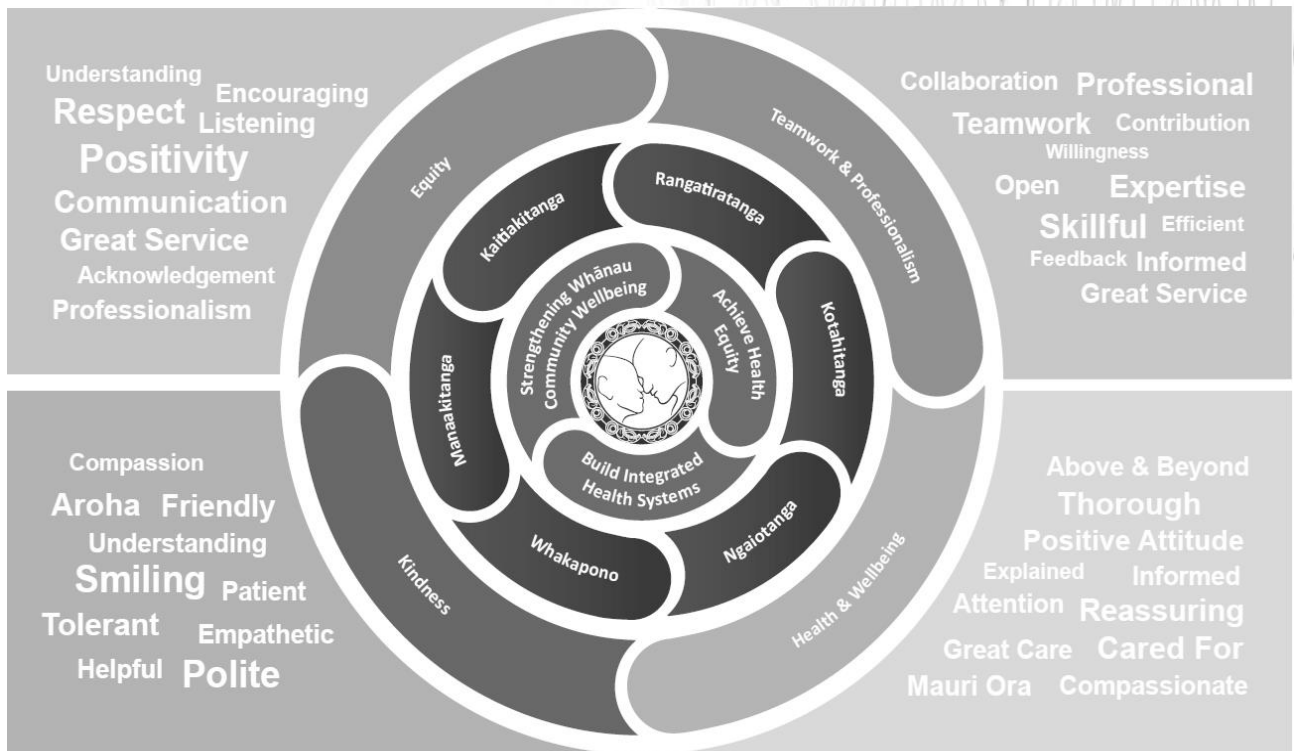 Understanding
Encouraging
Respect
Listening
Positivity
Communication
Great Service
Acknowledgement
Professionalism
Collaboration
Professional
Teamwork
Contribution
Willingness
Open
Expertise
Skillful
Efficient
Feedback
Informed
Great Service
Equity
Teamwork & Professionalism
Health & Wellbeing
Kindness
Kaitiakitanga
Rangatiratanga
Kotahitanga
Ngaiotanga
Whakapono
Manaakitanga
Strengthening Whānau
Community Wellbeing
Achieve Health
Equity
Build Integrated
Health Systems
Compassion
Aroha
Friendly
Understanding
Smiling
Patient
Tolerant
Empathetic
Helpful
Polite
Above & Beyond
Thorough
Positive Attitude
Explained
Informed
Attention
Reassuring
Great Care
Cared For
Mauri Ora
Compassionate